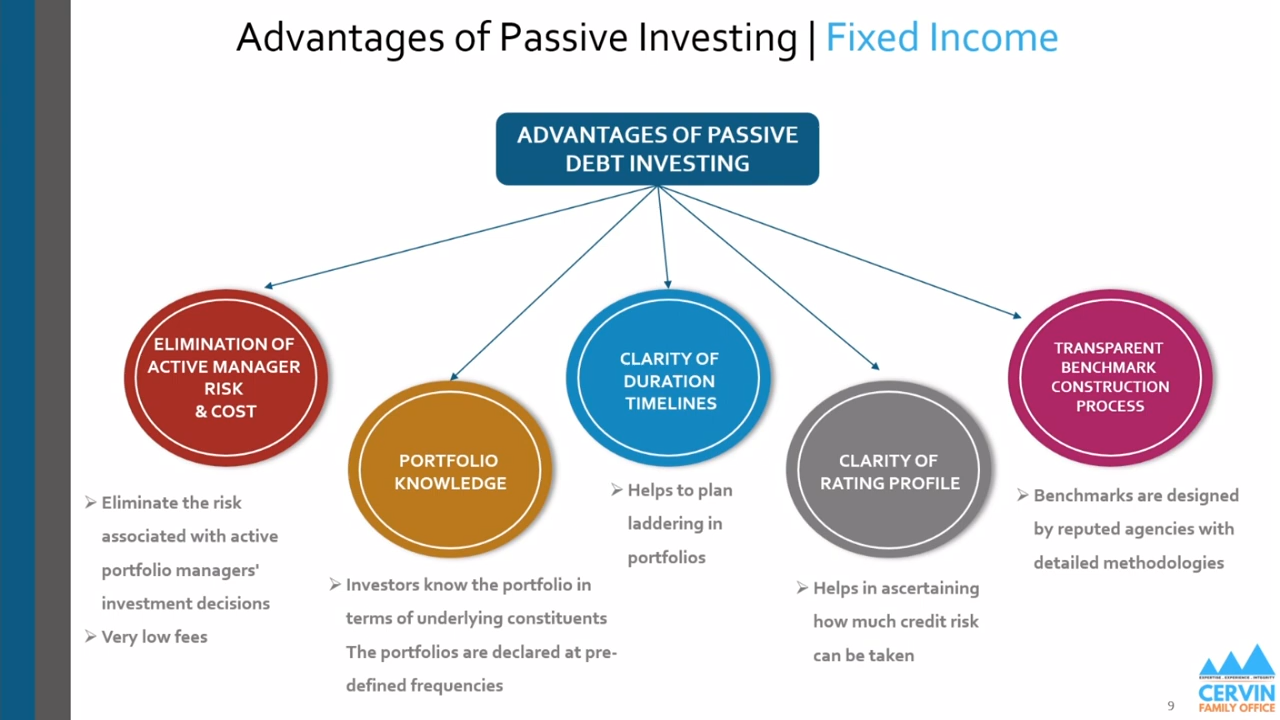 Advantages of Passive Investing | Fixed Income
ADVANTAGES OF PASSIVE
DEBT INVESTING
ELIMINATION OF
ACTIVE MANAGER
RISK
& COST
➢ Eliminate the risk
associated with active
portfolio managers'
investment decisions
➢ Very low fees
PORTFOLIO
KNOWLEDGE
➢ Investors know the portfolio in
terms of underlying constituents
The portfolios are declared at pre-
defined frequencies
CLARITY OF
DURATION
TIMELINES
➢ Helps to plan
laddering in
portfolios
CLARITY OF
RATING PROFILE
➢ Helps in ascertaining
how much credit risk
can be taken
TRANSPARENT
BENCHMARK
CONSTRUCTION
PROCESS
➢ Benchmarks are designed
by reputed agencies with
detailed methodologies
EXPERTISE · EXPERIENCE · INTEGRITY
CERVIN
FAMILY OFFICE
9